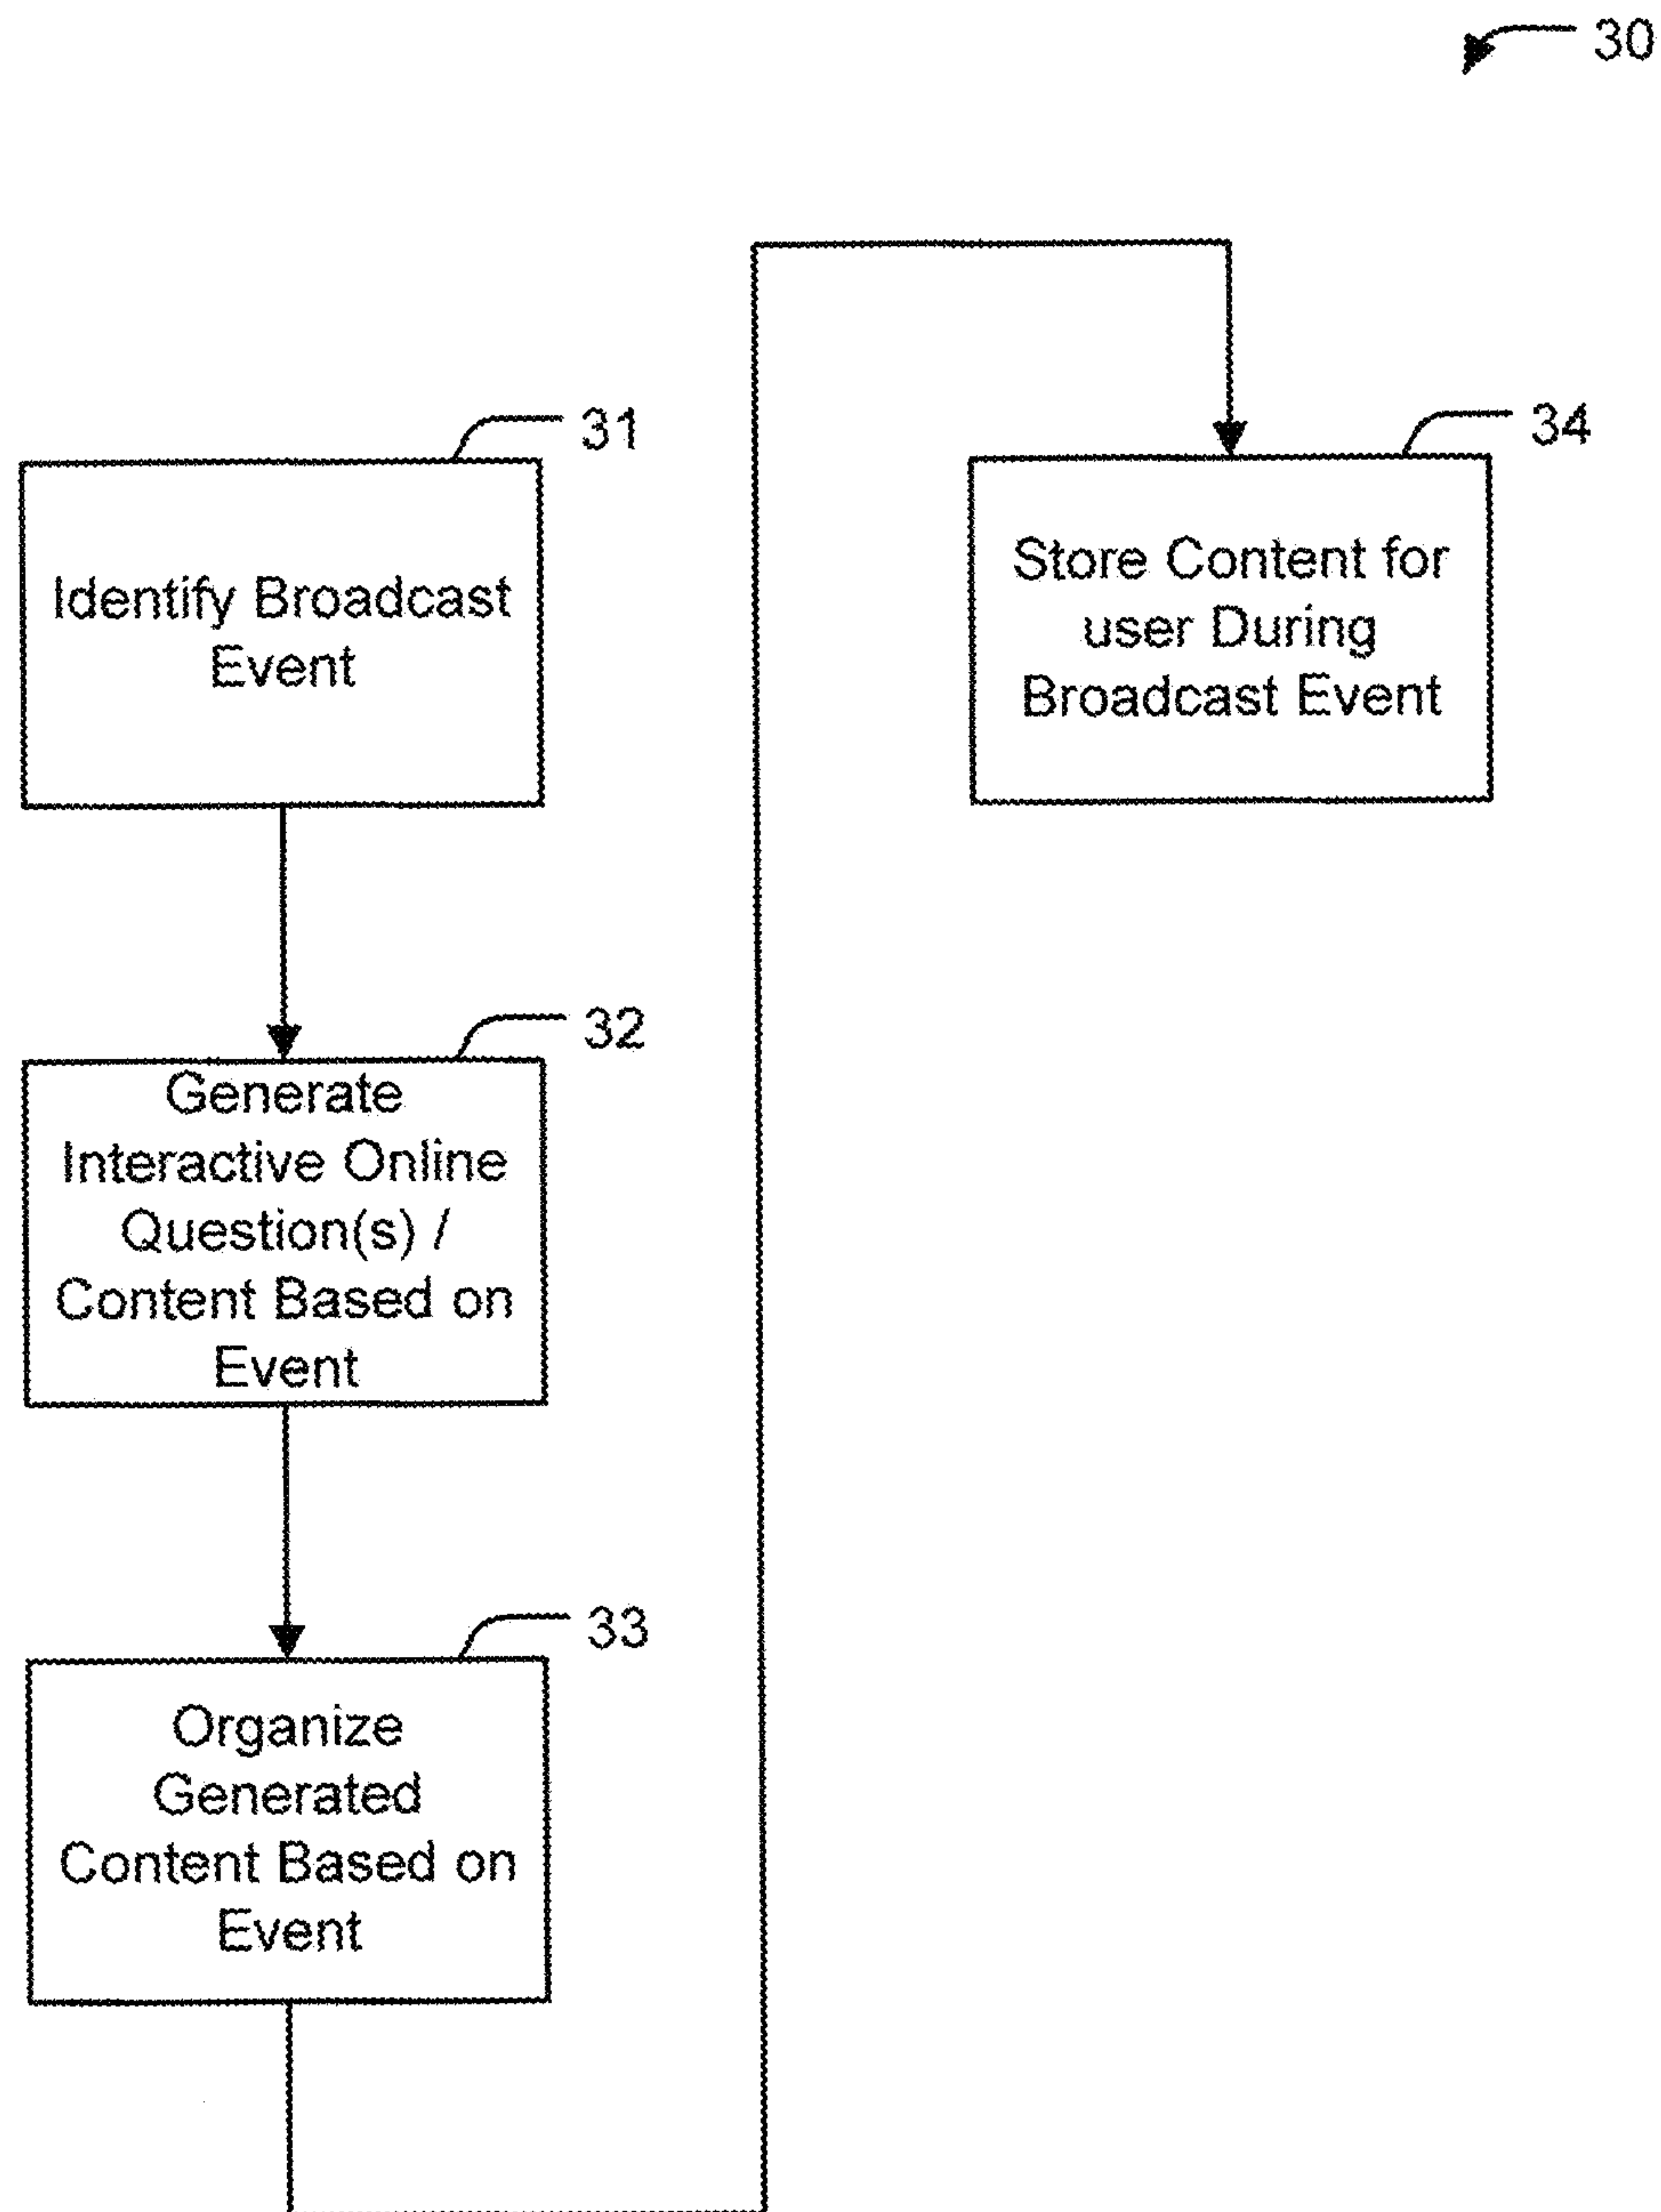 30
31
Identify Broadcast
Event
32
Generate
Interactive Online
Question(s) /
Content Based on
Event
33
Organize
Generated
Content Based on
Event
34
Store Content for
user During
Broadcast Event